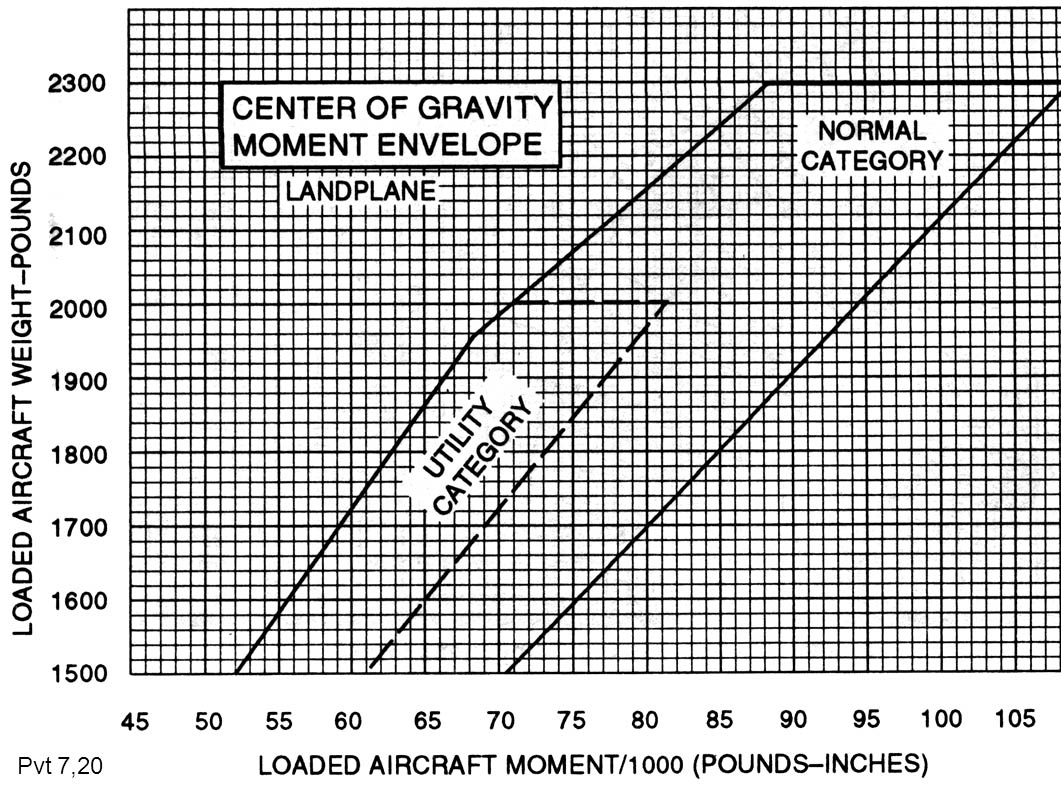 2300
2200
2100
2000
1900
1800
1700
1600
1500
LOADED AIRCRAFT WEIGHT–POUNDS
CENTER OF GRAVITY
MOMENT ENVELOPE
LANDPLANE
NORMAL
CATEGORY
UTILITY
CATEGORY
45 50 55 60 65 70 75 80 85 90 95 100 105
LOADED AIRCRAFT MOMENT/1000 (POUNDS–INCHES)
Pvt 7,20